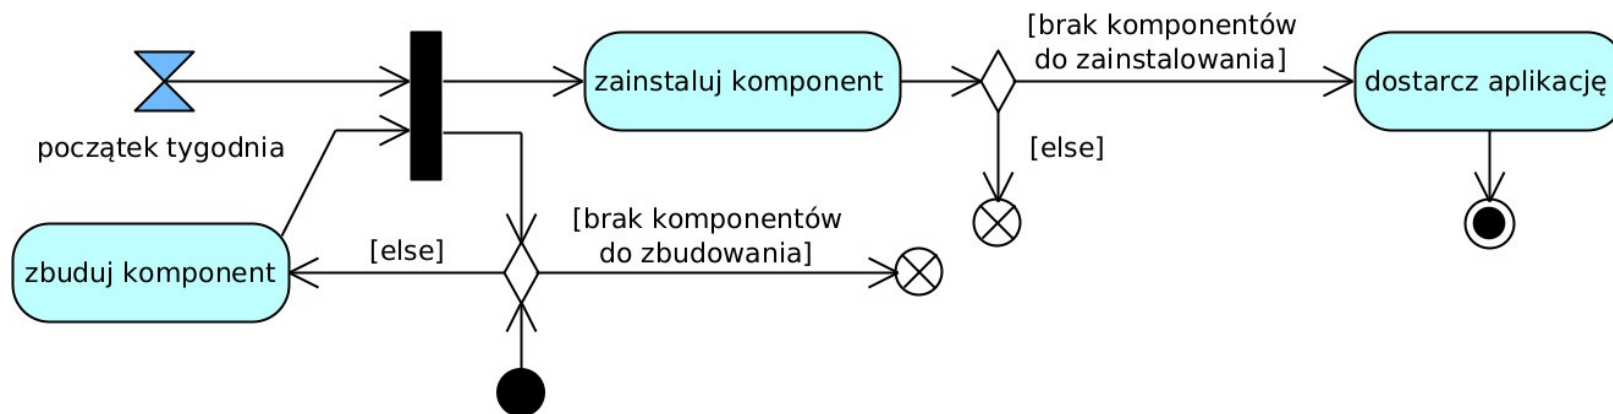 [brak komponentów
do zainstalowania]
zainstaluj komponent
dostarcz aplikację
początek tygodnia
[else]
[brak komponentów
do zbudowania]
[else]
zbuduj komponent